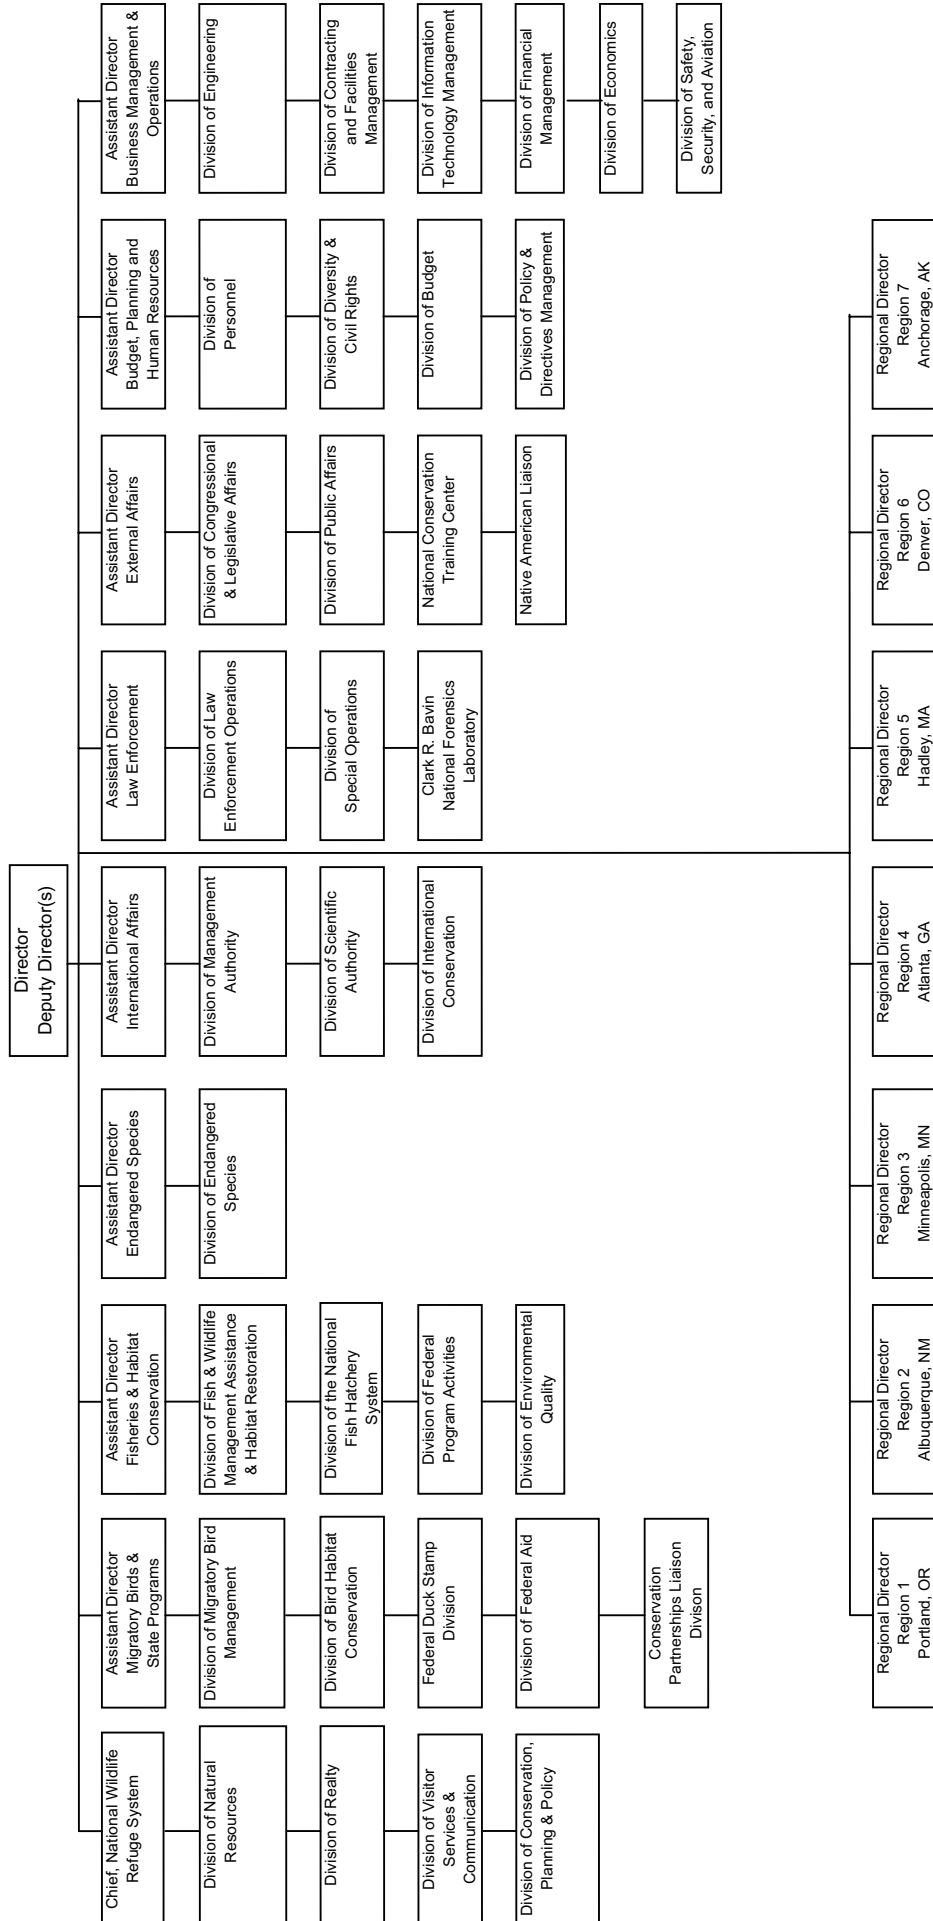 Director
Deputy Director(s)
Chief, National Wildlife
Refuge System
Division of Natural
Resources
Division of Realty
Division of Visitor
Services &
Communication
Division of Conservation,
Planning & Policy
Assistant Director
Migratory Birds &
State Programs
Division of Migratory Bird
Management
Division of Bird Habitat
Conservation
Federal Duck Stamp
Division
Division of Federal Aid
Conservation
Partnerships Liaison
Divison
Assistant Director
Fisheries & Habitat
Conservation
Division of Fish & Wildlife
Management Assistance
& Habitat Restoration
Division of the National
Fish Hatchery
System
Division of Federal
Program Activities
Division of Environmental
Quality
Assistant Director
Endangered Species
Division of Endangered
Species
Assistant Director
International Affairs
Division of Management
Authority
Division of Scientific
Authority
Division of International
Conservation
Assistant Director
Law Enforcement
Division of Law
Enforcement Operations
Division of
Special Operations
Clark R. Bavin
National Forensics
Laboratory
Assistant Director
External Affairs
Division of Congressional
& Legislative Affairs
Division of Public Affairs
National Conservation
Training Center
Native American Liaison
Assistant Director
Budget, Planning and
Human Resources
Division of
Personnel
Division of Diversity &
Civil Rights
Division of Budget
Division of Policy &
Directives Management
Assistant Director
Business Management &
Operations
Division of Engineering
Division of Contracting
and Facilities
Management
Division of Information
Technology Management
Division of Financial
Management
Division of Economics
Division of Safety,
Security, and Aviation
Regional Director
Region 1
Portland, OR
Regional Director
Region 2
Albuquerque, NM
Regional Director
Region 3
Minneapolis, MN
Regional Director
Region 4
Atlanta, GA
Regional Director
Region 5
Hadley, MA
Regional Director
Region 6
Denver, CO
Regional Director
Region 7
Anchorage, AK